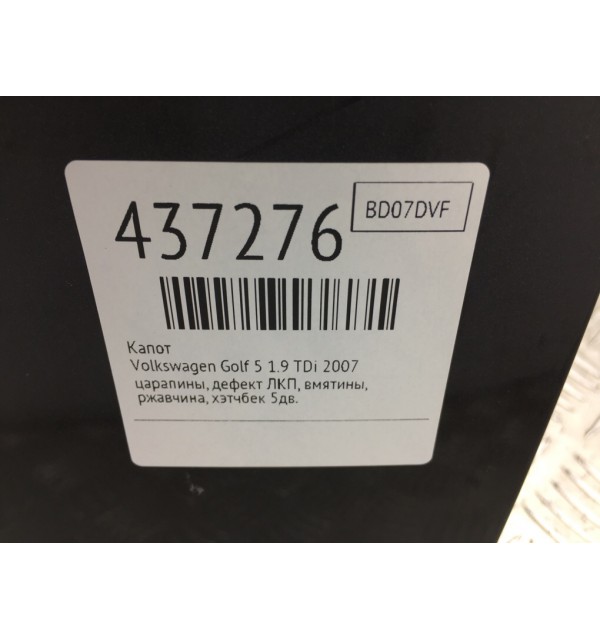 437276
BD07DVF
Капот
Volkswagen Golf 5 1.9 TDi 2007
царапины, дефект ЛКП, вмятины,
ржавчина, хэтчбек 5дв.